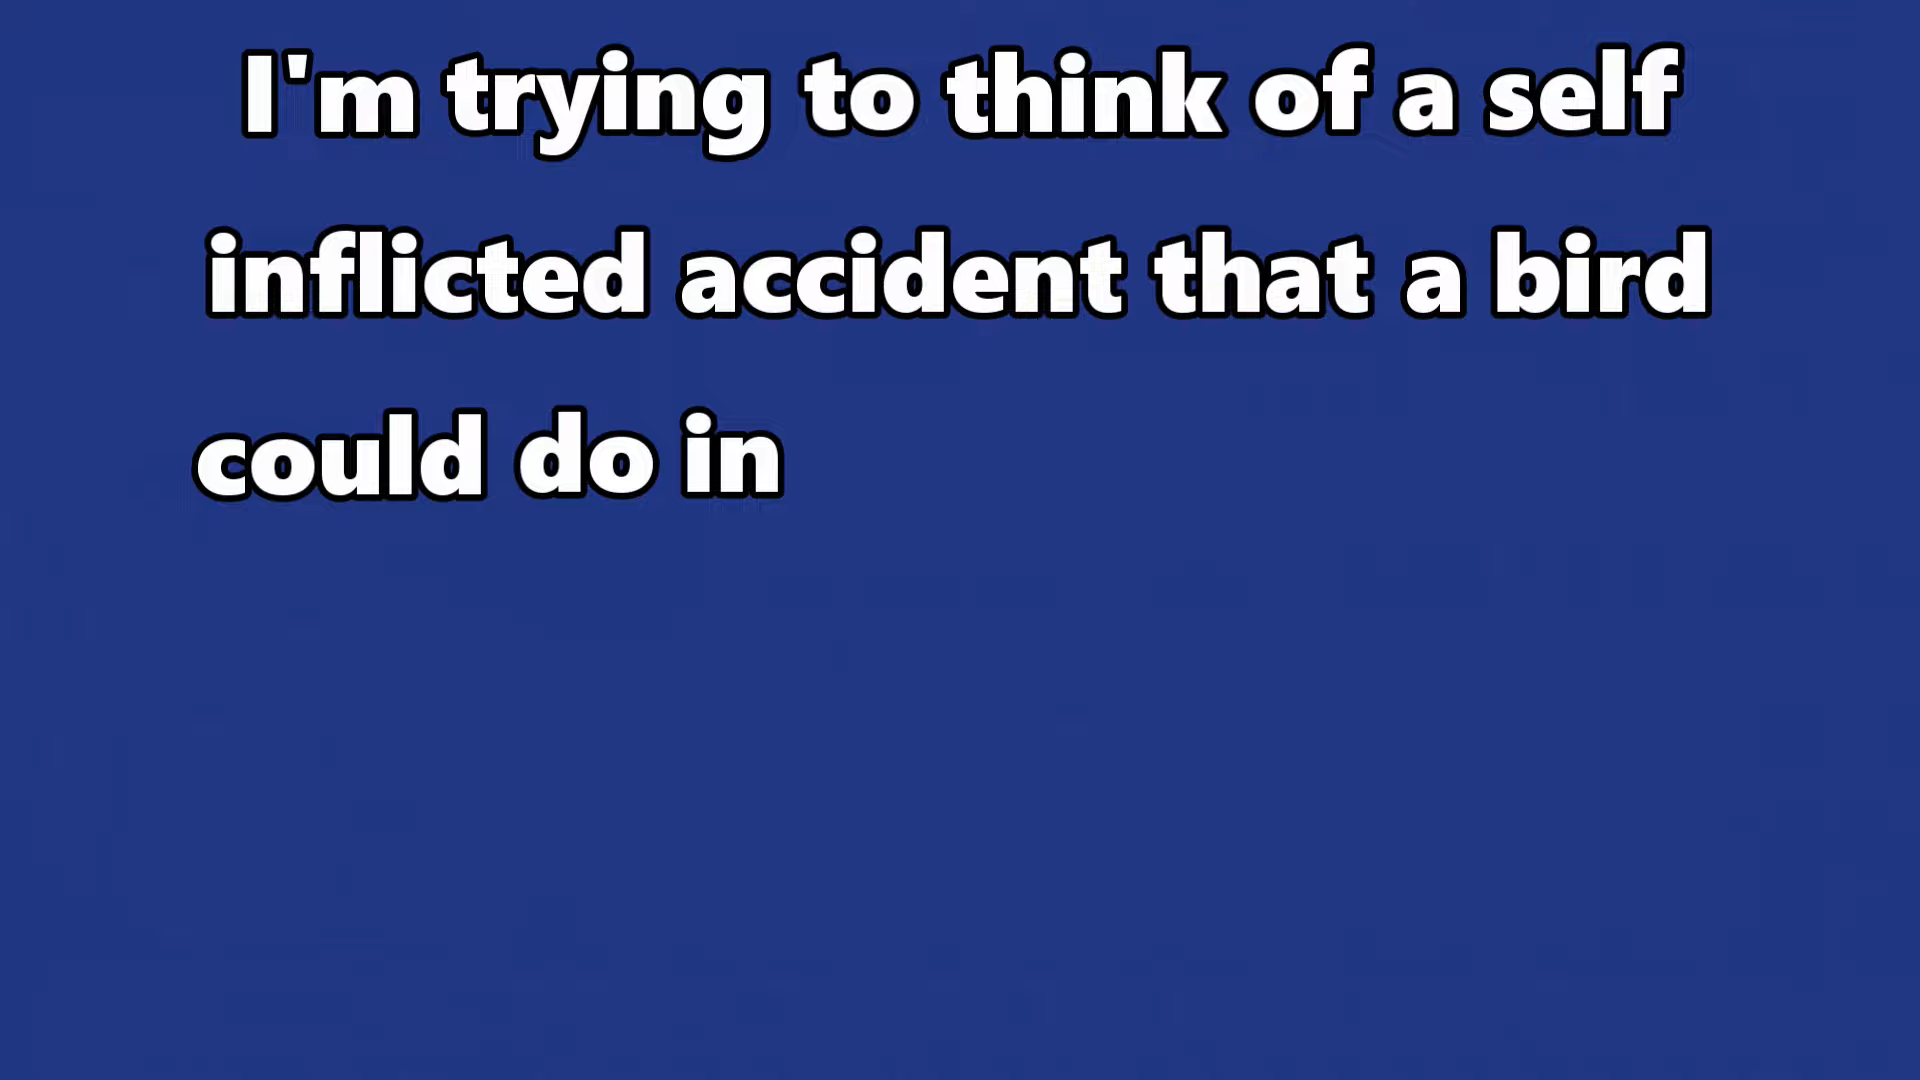 I'm trying to think of a self
inflicted accident that a bird
could do in